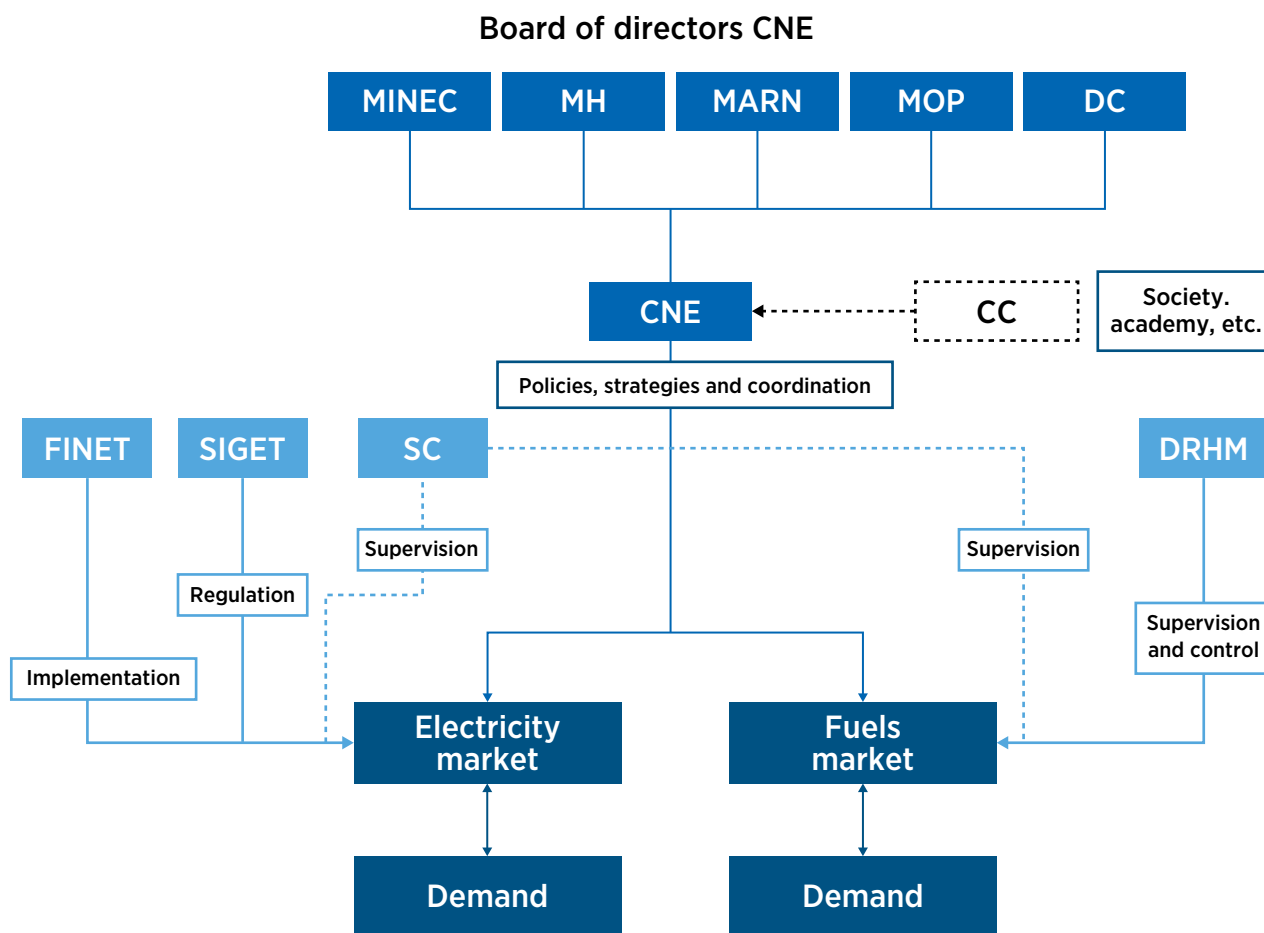 Board of directors CNE
MINEC
MH
MARN
MOP
DC
CNE
CC
Society.
academy, etc.
Policies, strategies and coordination
FINET
SIGET
SC
DRHM
Supervision
Supervision
Regulation
Supervision
and control
Implementation
Electricity
market
Fuels
market
Demand
Demand